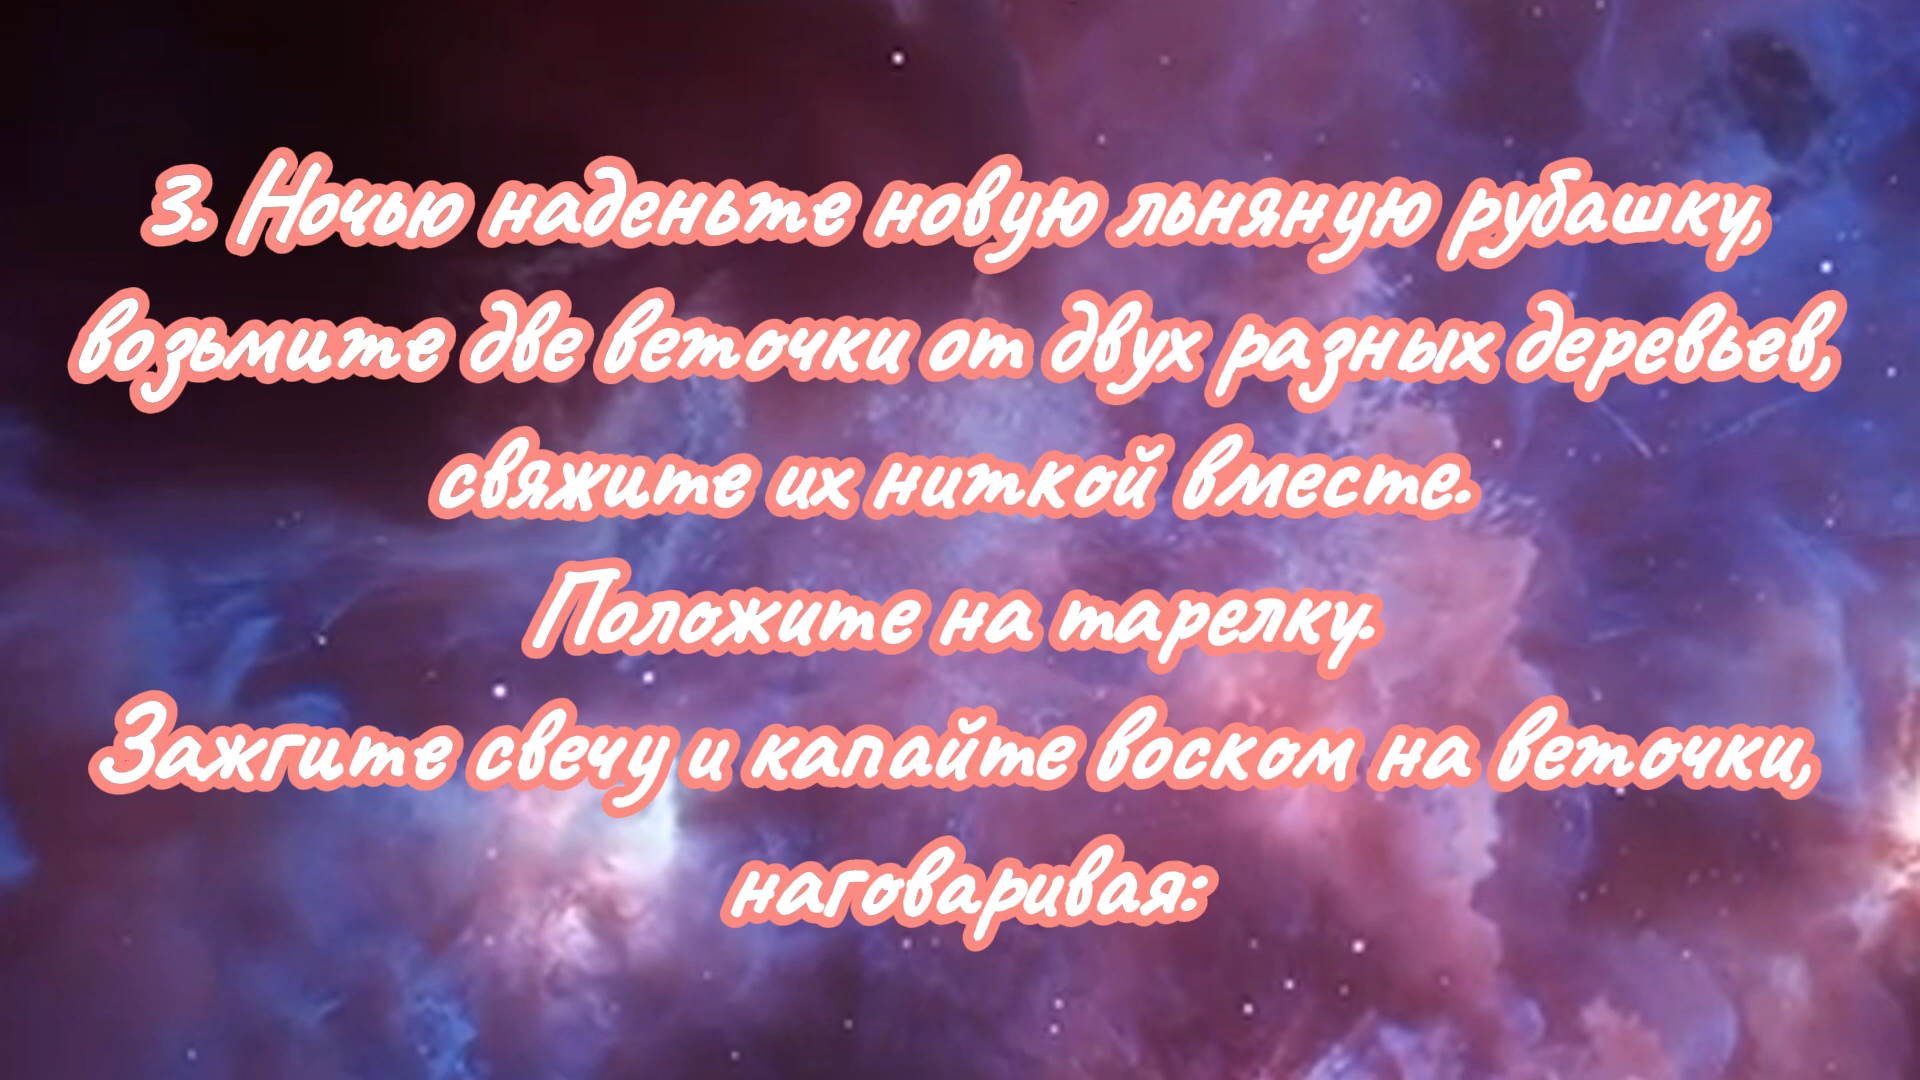 3. Ночью наденьте новую льняную рубашку,
возьмите две веточки от двух разных деревьев,
свяжите их ниткой вместе.
Положите на тарелку.
Зажгите свечу и капайте воском на веточки,
наговаривая: